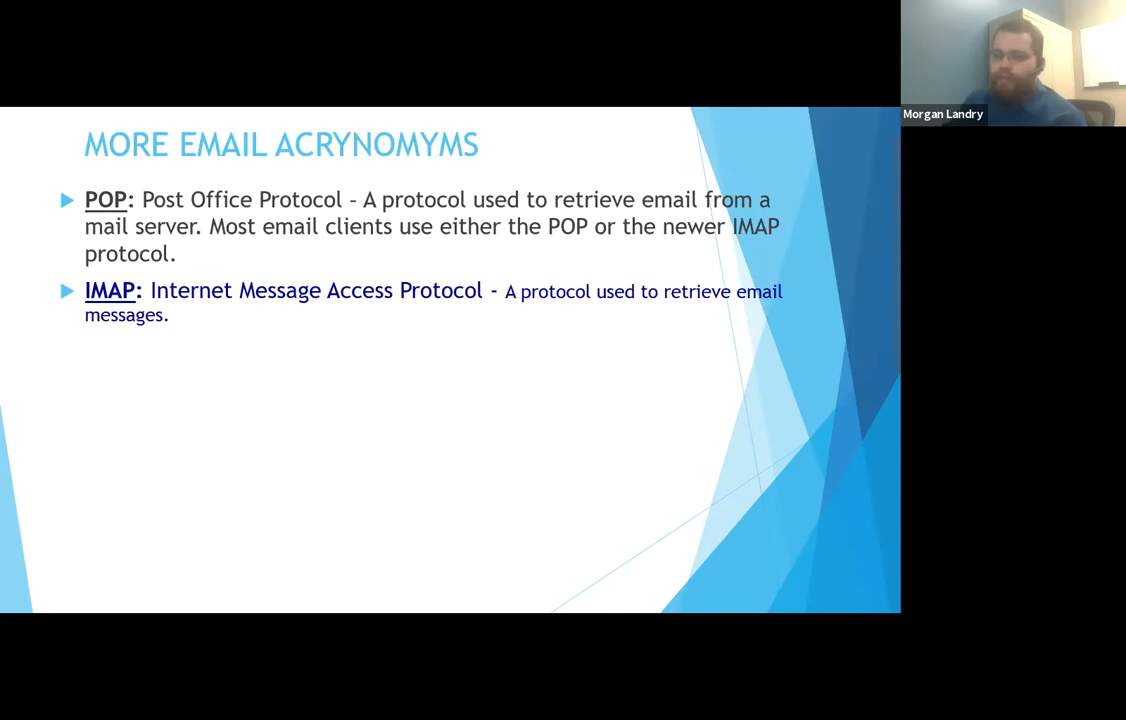 MORE EMAIL ACRYNOMYMS
POP: Post Office Protocol – A protocol used to retrieve email from a
mail server. Most email clients use either the POP or the newer IMAP
protocol.
IMAP: Internet Message Access Protocol - A protocol used to retrieve email
messages.
Morgan Landry